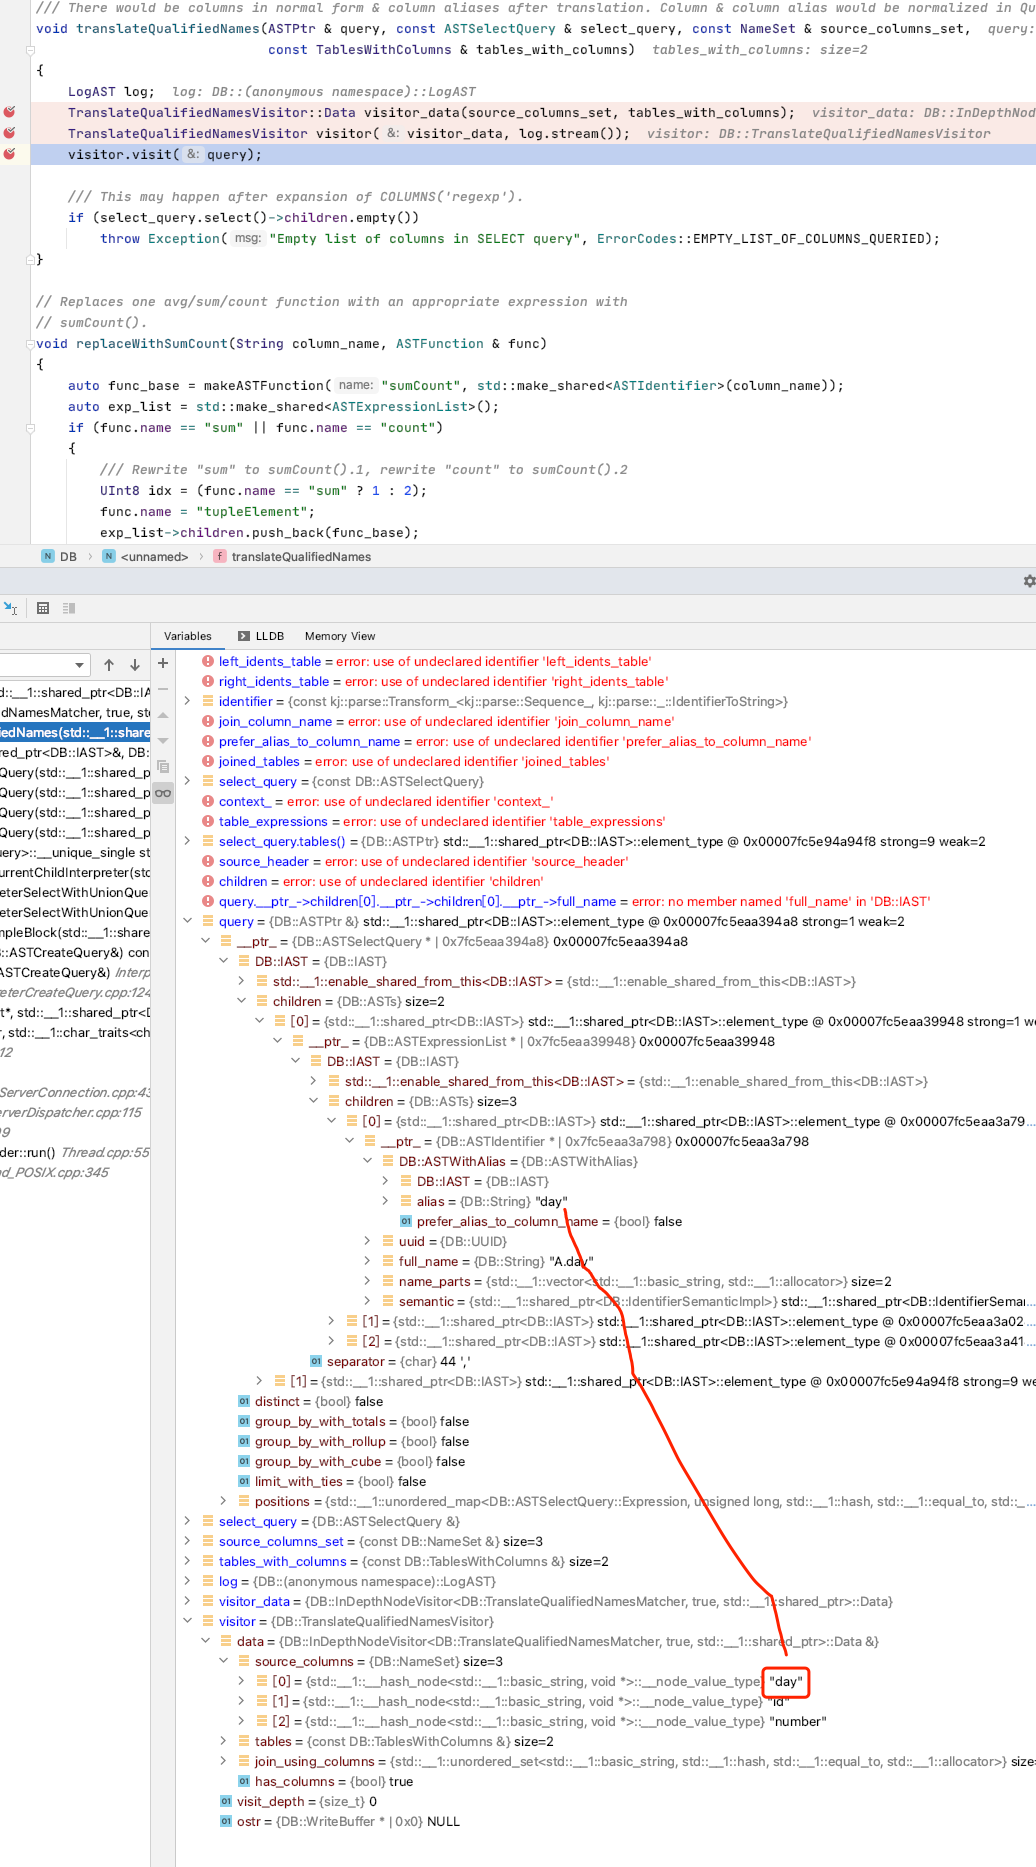 /// There would be columns in normal form & column aliases after translation. Column & column alias would be normalized in Qu
void translateQualifiedNames(ASTPtr & query, const ASTSelectQuery & select_query, const NameSet & source_columns_set,  query:
const TablesWithColumns & tables_with_columns)  tables_with_columns: size=2
{
LogAST log;  log: DB::(anonymous namespace)::LogAST
TranslateQualifiedNamesVisitor::Data visitor_data(source_columns_set, tables_with_columns);  visitor_data: DB::InDepthNod
TranslateQualifiedNamesVisitor visitor( &: visitor_data, log.stream());  visitor: DB::TranslateQualifiedNamesVisitor
visitor.visit( &: query);
/// This may happen after expansion of COLUMNS('regexp').
if (select_query.select()->children.empty())
throw Exception( msg: "Empty list of columns in SELECT query", ErrorCodes::EMPTY_LIST_OF_COLUMNS_QUERIED);
}
// Replaces one avg/sum/count function with an appropriate expression with
// sumCount().
void replaceWithSumCount(String column_name, ASTFunction & func)
{
auto func_base = makeASTFunction( name: "sumCount", std::make_shared<ASTIdentifier>(column_name));
auto exp_list = std::make_shared<ASTExpressionList>();
if (func.name == "sum" || func.name == "count")
{
/// Rewrite "sum" to sumCount().1, rewrite "count" to sumCount().2
UInt8 idx = (func.name == "sum" ? 1 : 2);
func.name = "tupleElement";
exp_list->children.push_back(func_base);
N DB > N <unnamed> > f translateQualifiedNames
Variables LLDB Memory View
d::__1::shared_ptr<DB::IA
dNamesMatcher, true, st
iedNames(std::__1::share
red_ptr<DB::IAST>&, DB:
Query(std::__1::shared_p
Query(std::__1::shared_p
Query(std::__1::shared_p
Query(std::__1::shared_p
uery>::__unique_single st
urrentChildInterpreter(std
eterSelectWithUnionQue
eterSelectWithUnionQue
mpleBlock(std::__1::share
::ASTCreateQuery&) con
ASTCreateQuery&) Interp
reterCreateQuery.cpp:124
t*, std::__1::shared_ptr<D
r, std::__1::char_traits<ch
12
ServerConnection.cpp:43
erverDispatcher.cpp:115
9
der::run() Thread.cpp:55
d_POSIX.cpp:345
left_idents_table = error: use of undeclared identifier 'left_idents_table'
right_idents_table = error: use of undeclared identifier 'right_idents_table'
identifier = {const kj::parse::Transform_<kj::parse::Sequence_, kj::parse::_::IdentifierToString>}
join_column_name = error: use of undeclared identifier 'join_column_name'
prefer_alias_to_column_name = error: use of undeclared identifier 'prefer_alias_to_column_name'
joined_tables = error: use of undeclared identifier 'joined_tables'
select_query = {const DB::ASTSelectQuery}
context_ = error: use of undeclared identifier 'context_'
table_expressions = error: use of undeclared identifier 'table_expressions'
select_query.tables() = {DB::ASTPtr} std::__1::shared_ptr<DB::IAST>::element_type @ 0x00007fc5e94a94f8 strong=9 weak=2
source_header = error: use of undeclared identifier 'source_header'
children = error: use of undeclared identifier 'children'
query.__ptr_->children[0].__ptr_->children[0].__ptr_->full_name = error: no member named 'full_name' in 'DB::IAST'
query = {DB::ASTPtr &} std::__1::shared_ptr<DB::IAST>::element_type @ 0x00007fc5eaa394a8 strong=1 weak=2
__ptr_ = {DB::ASTSelectQuery * | 0x7fc5eaa394a8} 0x00007fc5eaa394a8
DB::IAST = {DB::IAST}
std::__1::enable_shared_from_this<DB::IAST> = {std::__1::enable_shared_from_this<DB::IAST>}
children = {DB::ASTs} size=2
[0] = {std::__1::shared_ptr<DB::IAST>} std::__1::shared_ptr<DB::IAST>::element_type @ 0x00007fc5eaa39948 strong=1 we
__ptr_ = {DB::ASTExpressionList * | 0x7fc5eaa39948} 0x00007fc5eaa39948
DB::IAST = {DB::IAST}
std::__1::enable_shared_from_this<DB::IAST> = {std::__1::enable_shared_from_this<DB::IAST>}
children = {DB::ASTs} size=3
[0] = {std::__1::shared_ptr<DB::IAST>} std::__1::shared_ptr<DB::IAST>::element_type @ 0x00007fc5eaa3a79...
__ptr_ = {DB::ASTIdentifier * | 0x7fc5eaa3a798} 0x00007fc5eaa3a798
DB::ASTWithAlias = {DB::ASTWithAlias}
DB::IAST = {DB::IAST}
alias = {DB::String} "day"
prefer_alias_to_column_name = {bool} false
uuid = {DB::UUID}
full_name = {DB::String} "A.day"
name_parts = {std::__1::vector<std::__1::basic_string, std::__1::allocator>} size=2
semantic = {std::__1::shared_ptr<DB::IdentifierSemanticImpl>} std::__1::shared_ptr<DB::IdentifierSemai...
[1] = {std::__1::shared_ptr<DB::IAST>} std::__1::shared_ptr<DB::IAST>::element_type @ 0x00007fc5eaa3a02...
[2] = {std::__1::shared_ptr<DB::IAST>} std::__1::shared_ptr<DB::IAST>::element_type @ 0x00007fc5eaa3a41...
separator = {char} 44 ','
[1] = {std::__1::shared_ptr<DB::IAST>} std::__1::shared_ptr<DB::IAST>::element_type @ 0x00007fc5e94a94f8 strong=9 we
distinct = {bool} false
group_by_with_totals = {bool} false
group_by_with_rollup = {bool} false
group_by_with_cube = {bool} false
limit_with_ties = {bool} false
positions = {std::__1::unordered_map<DB::ASTSelectQuery::Expression, unsigned long, std::__1::hash, std::__1::equal_to, std::_...
select_query = {DB::ASTSelectQuery &}
source_columns_set = {const DB::NameSet &} size=3
tables_with_columns = {const DB::TablesWithColumns &} size=2
log = {DB::(anonymous namespace)::LogAST}
visitor_data = {DB::InDepthNodeVisitor<DB::TranslateQualifiedNamesMatcher, true, std::__1::shared_ptr>::Data}
visitor = {DB::TranslateQualifiedNamesVisitor}
data = {DB::InDepthNodeVisitor<DB::TranslateQualifiedNamesMatcher, true, std::__1::shared_ptr>::Data &}
source_columns = {DB::NameSet} size=3
[0] = {std::__1::__hash_node<std::__1::basic_string, void *>::__node_value_type} "day"
[1] = {std::__1::__hash_node<std::__1::basic_string, void *>::__node_value_type} "id"
[2] = {std::__1::__hash_node<std::__1::basic_string, void *>::__node_value_type} "number"
tables = {const DB::TablesWithColumns &} size=2
join_using_columns = {std::__1::unordered_set<std::__1::basic_string, std::__1::hash, std::__1::equal_to, std::__1::allocator>} size=
has_columns = {bool} true
visit_depth = {size_t} 0
ostr = {DB::WriteBuffer * | 0x0} NULL